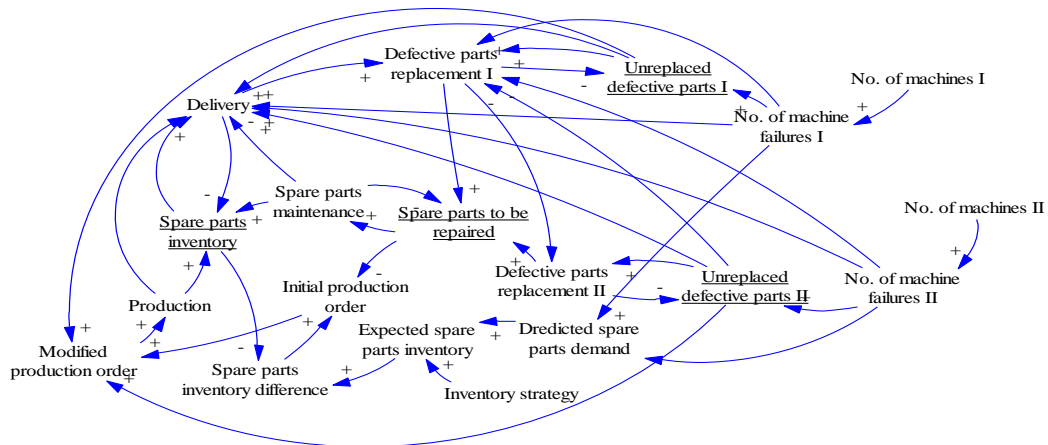 Defective parts
replacement I
Unreplaced
defective parts I
No. of machines I
Delivery
No. of machine
failures I
Spare parts
maintenance
Spare parts to be
repaired
Spare parts
inventory
No. of machines II
Initial production
order
Defective parts
replacement II
Unreplaced
defective parts II
No. of machine
failures II
Production
Expected spare
parts inventory
Dredicted spare
parts demand
Modified
production order
Spare parts
inventory difference
Inventory strategy